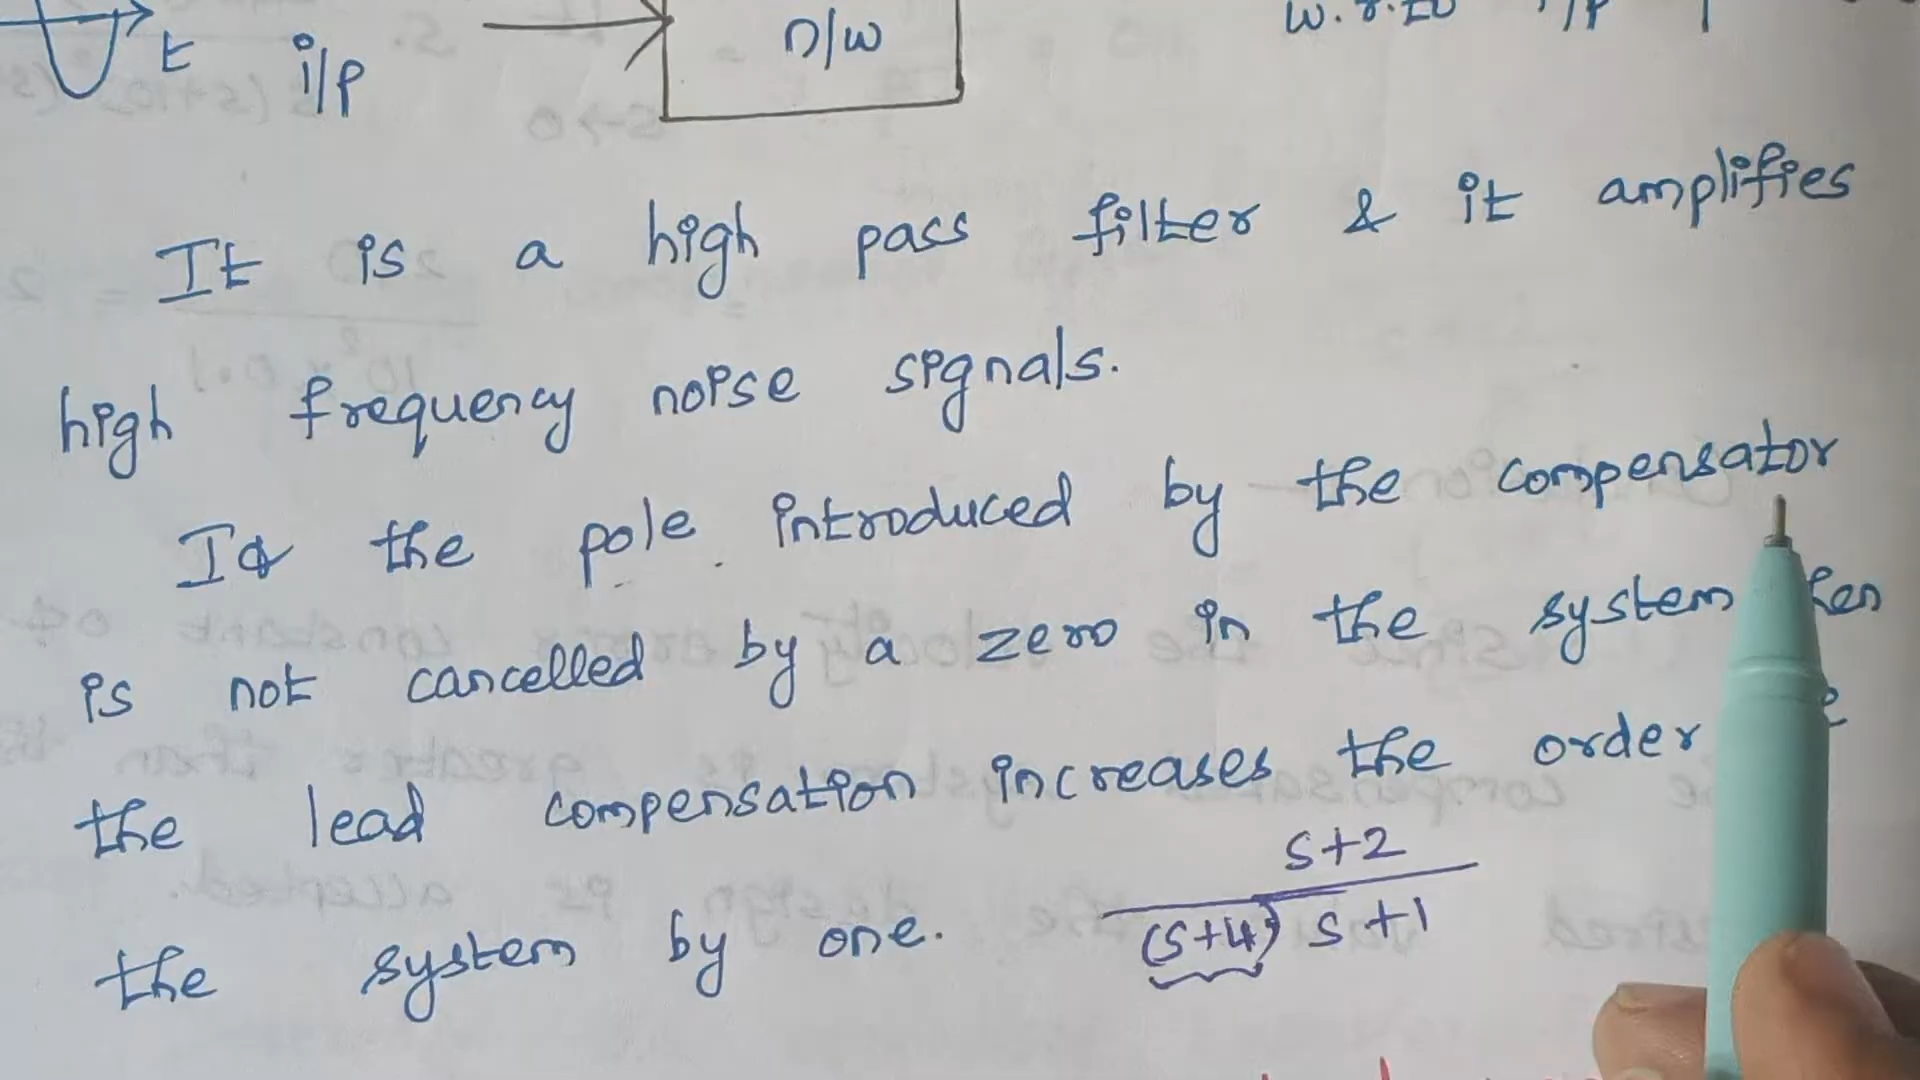 t i/p n/w
It is a high pass filter & it amplifies
high frequency noise signals.
If the pole introduced by the compensator
is not cancelled by a zero in the system
the lead compensation increases the order
the system by one.
s+2
(s+4) s+1